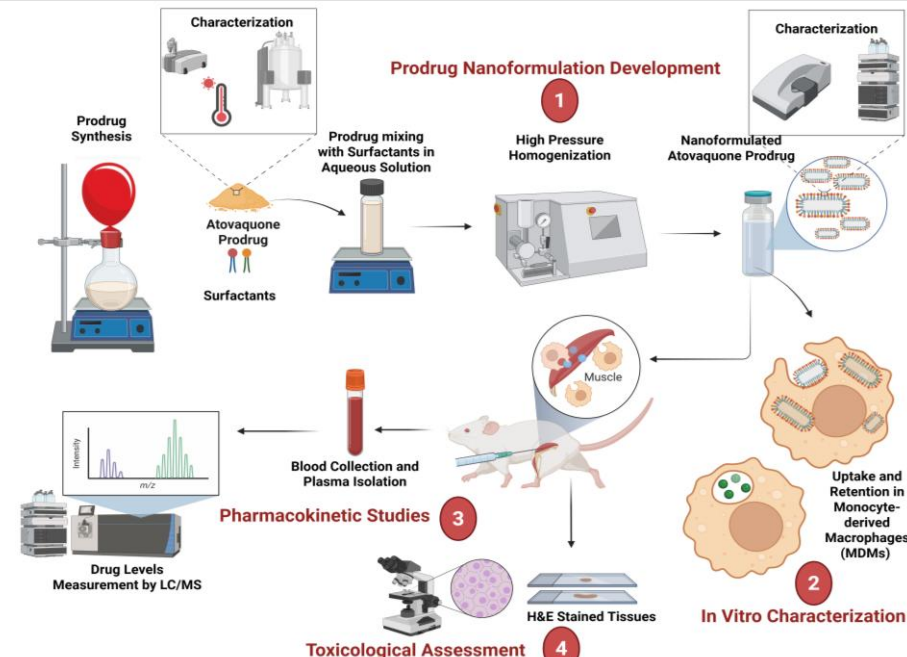 Characterization
Prodrug Nanoformulation Development
1
Characterization
Prodrug
Synthesis
Prodrug mixing
with Surfactants in
Aqueous Solution
High Pressure
Homogenization
Nanoformulated
Atovaquone Prodrug
Atovaquone
Prodrug
Surfactants
Muscle
Intensity
m/z
Blood Collection and
Plasma Isolation
Pharmacokinetic Studies
3
Drug Levels
Measurement by LC/MS
Uptake and
Retention in
Monocyte-
derived
Macrophages
(MDMs)
2
In Vitro Characterization
H&E Stained Tissues
Toxicological Assessment
4